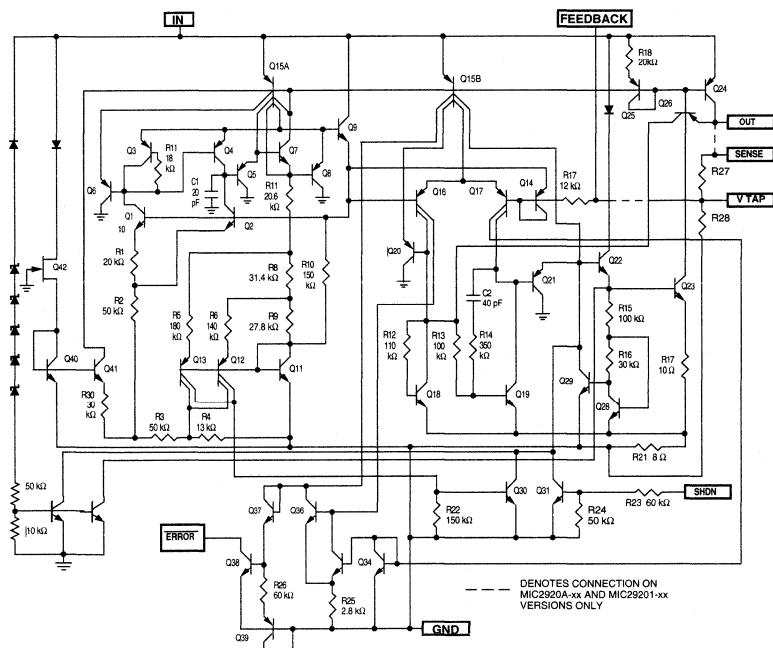 IN
FEEDBACK
Q15A
Q15B
R18
20kΩ
Q24
Q9
Q26
Q25
OUT
Q3
R11
18
kΩ
Q4
Q7
Q5
Q8
Q6
C1
20
pF
R11
20.6
kΩ
Q14
R17
12 kΩ
SENSE
R27
V TAP
R28
Q16
Q17
Q1
10
Q2
Q20
R1
20 kΩ
R10
150
kΩ
R8
31.4 kΩ
Q21
Q22
Q23
Q42
R2
50 kΩ
C2
40 pF
R15
100 kΩ
R5
180
kΩ
R6
140
kΩ
R9
27.8 kΩ
R12
110
kΩ
R13
100
kΩ
R14
350
kΩ
R16
30 kΩ
R17
10 Ω
Q13
Q12
Q11
Q29
Q28
Q40
Q41
Q18
Q19
R30
30
kΩ
R3
50 kΩ
R4
13 kΩ
R21 8 Ω
50 kΩ
Q37
Q36
Q30
Q31
SHDN
R23 60 kΩ
10 kΩ
R22
150 kΩ
R24
50 kΩ
ERROR
Q38
Q34
R26
60 kΩ
R25
2.8 kΩ
DENOTES CONNECTION ON
MIC2920A-xx AND MIC29201-xx
VERSIONS ONLY
GND
Q39